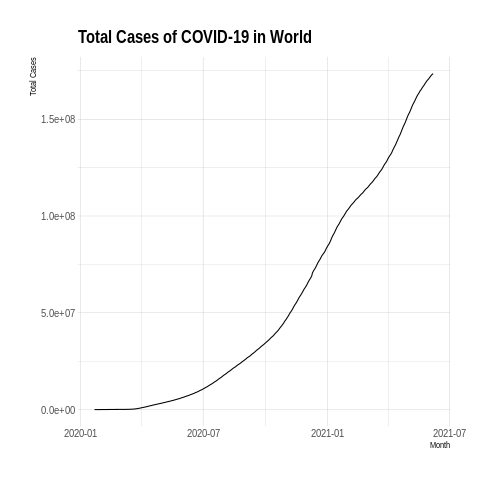 Total Cases of COVID-19 in World
Total Cases
1.5e+08
1.0e+08
5.0e+07
0.0e+00
2020-01 2020-07 2021-01 2021-07
Month